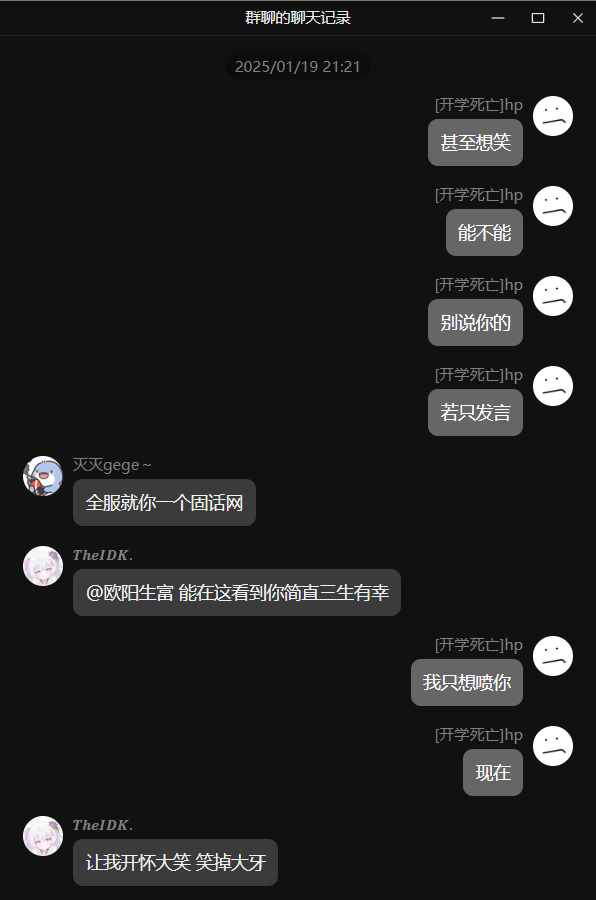 群聊的聊天记录
2025/01/19 21:21
[开学死亡]hp
甚至想笑
[开学死亡]hp
能不能
[开学死亡]hp
别说你的
[开学死亡]hp
若只发言
灭灭gege～
全服就你一个固话网
TheIDK.
@欧阳生富 能在这看到你简直三生有幸
[开学死亡]hp
我只想喷你
[开学死亡]hp
现在
TheIDK.
让我开怀大笑 笑掉大牙